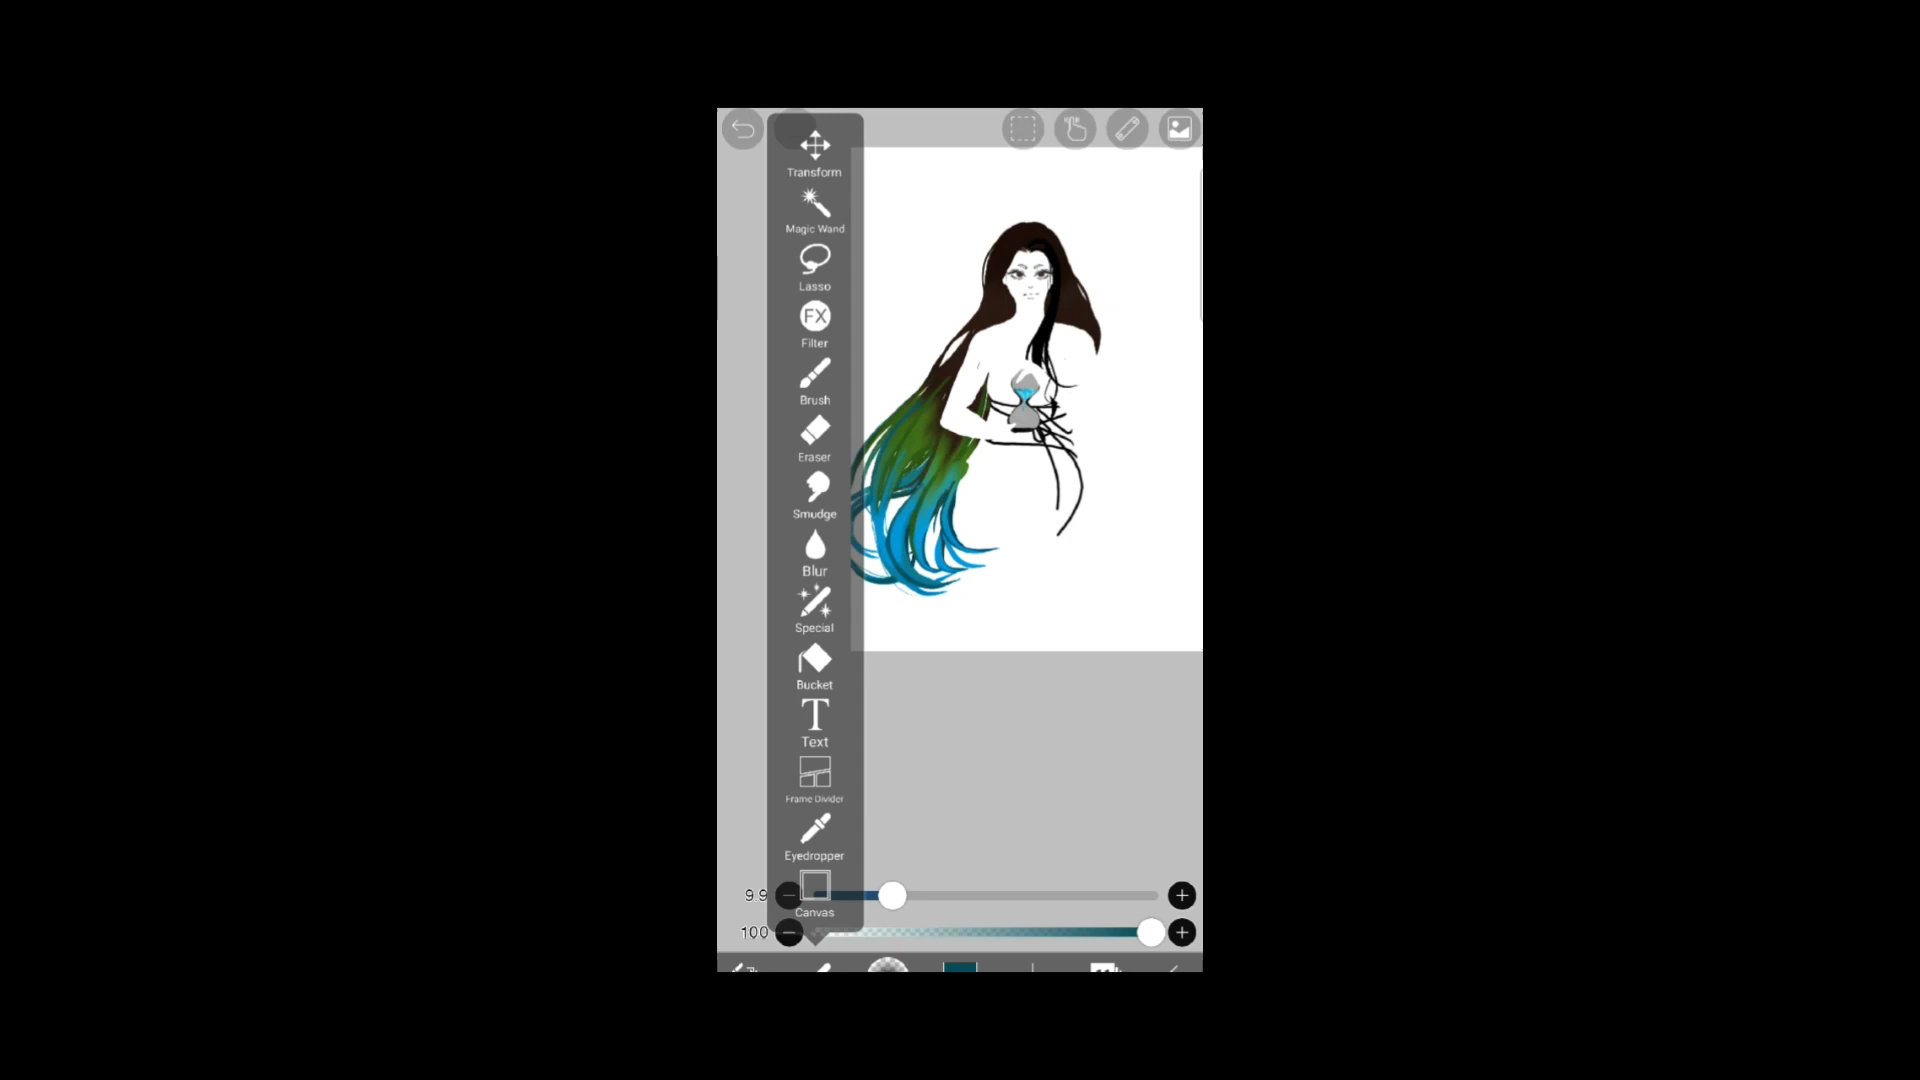 Transform
Magic Wand
Lasso
FX
Filter
Brush
Eraser
Smudge
Blur
Special
Bucket
T
Text
Frame Divider
Eyedropper
9.9
Canvas
100